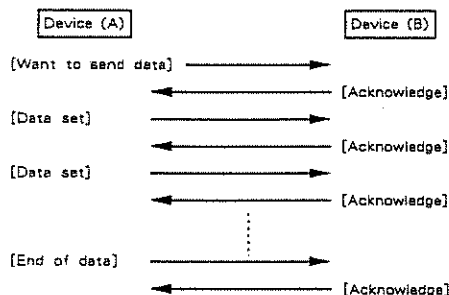 Device (A) Device (B)
[Want to send data]
[Acknowledge]
[Data set]
[Acknowledge]
[Data set]
[Acknowledge]
[End of data]
[Acknowledge]